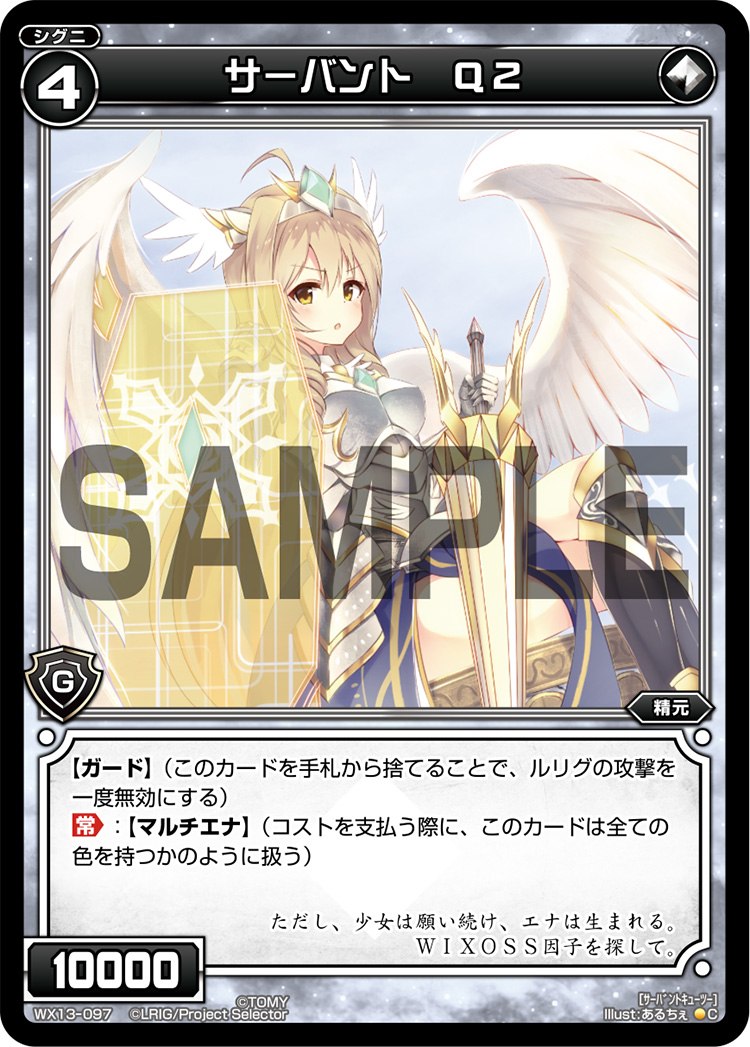 シグニ
4
サーバント Q2
SAMPLE
G
精元
【ガード】（このカードを手札から捨てることで、ルリグの攻撃を
一度無効にする）
常：【マルチエナ】（コストを支払う際に、このカードは全ての
色を持つかのように扱う）
ただし、少女は願い続け、エナは生まれる。
ＷＩＸＯＳＳ因子を探して。
10000
WX13-097 ©LRIG/Project Selector
©TOMY
[サーバントキューツー]
Illust:あるちぇ C